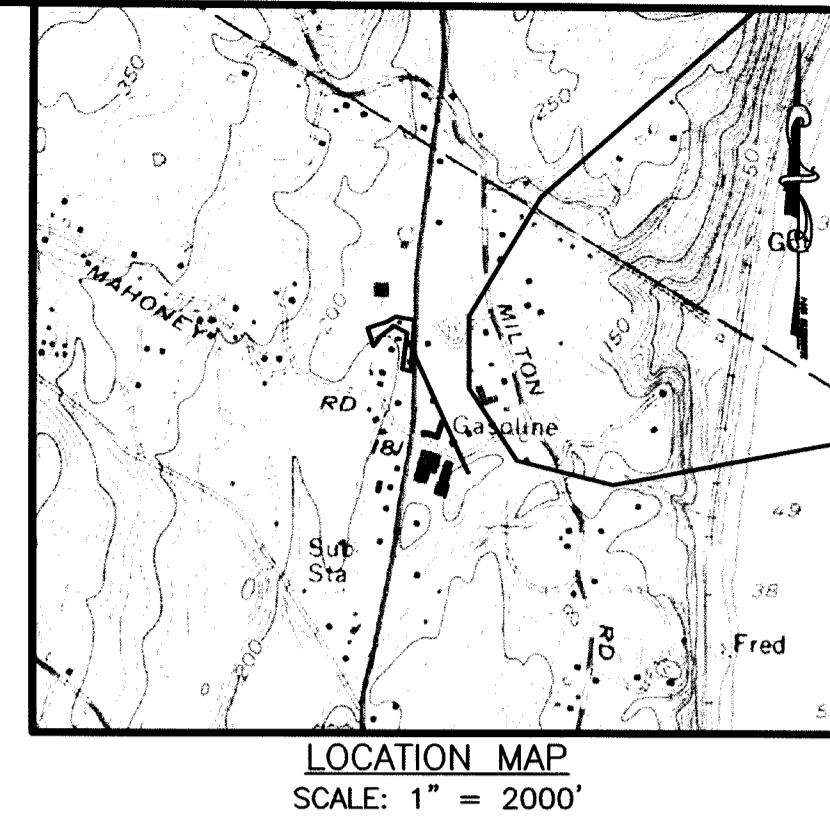 350
250
50
MAHONEY
200
MILTON
150
RD
Gasoline
Sub
Sta
49
38
200
RD
Fred
LOCATION MAP
SCALE: 1" = 2000'